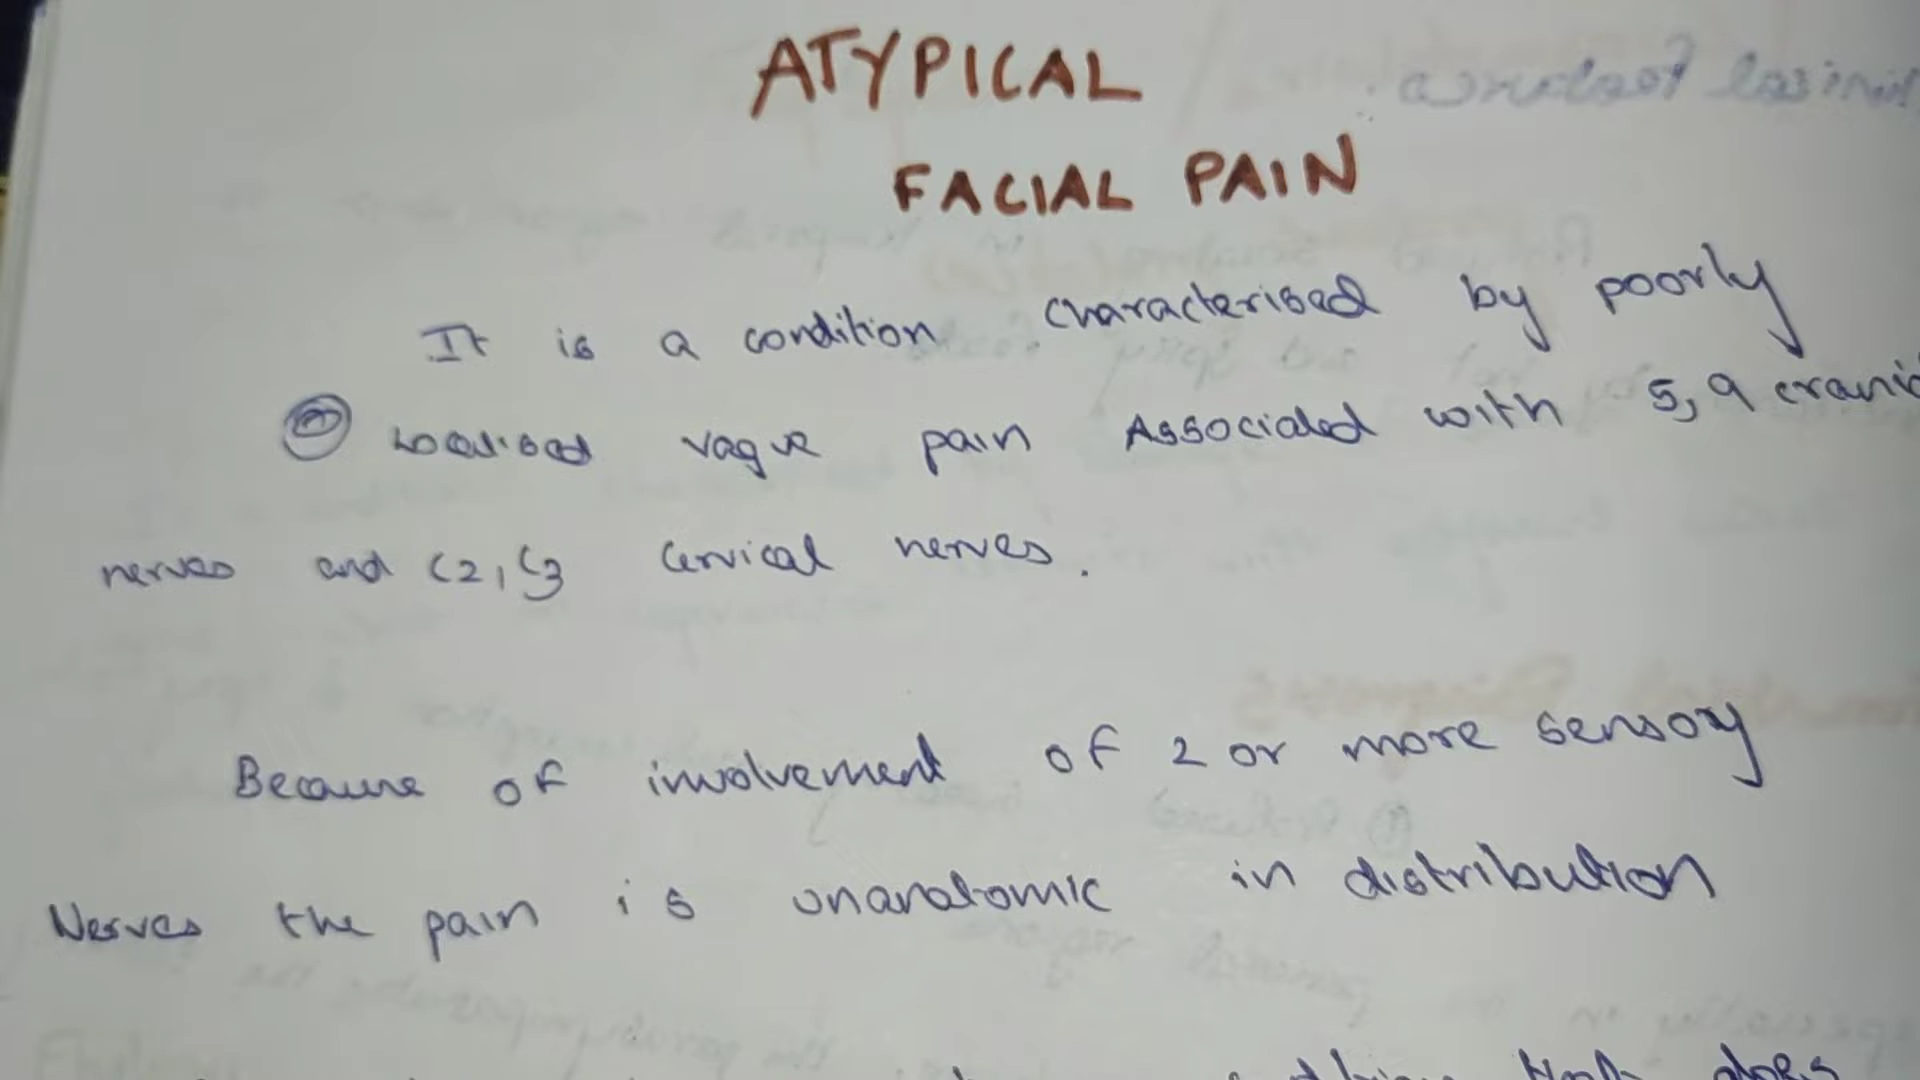 ATYPICAL
FACIAL PAIN
It is a condition characterised by poorly
Localised vague pain Associated with 5, 9 crani
nerves and C2, C3 Cervical nerves.
Because of involvement of 2 or more sensory
Nerves the pain is unanatomic in distribution